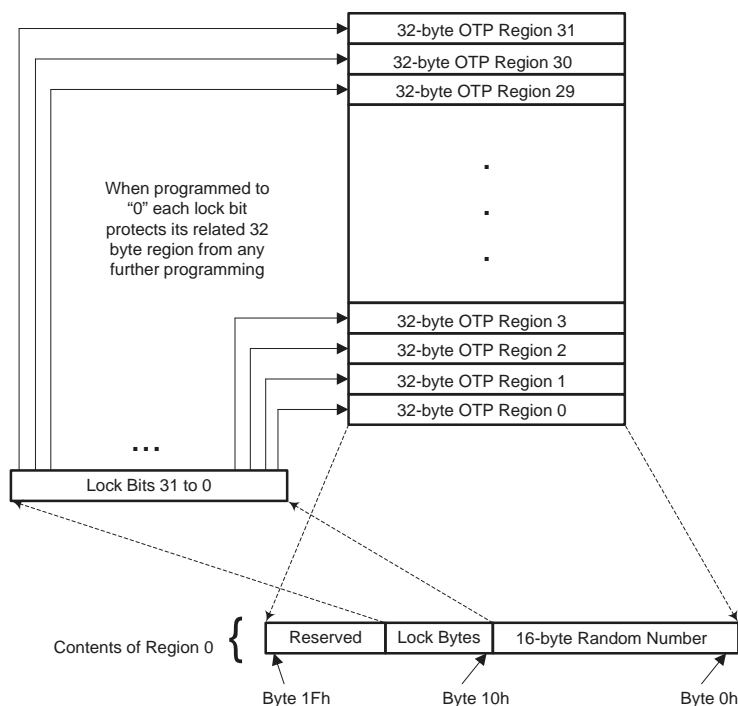 32-byte OTP Region 31
32-byte OTP Region 30
32-byte OTP Region 29
.
.
.
When programmed to
“0” each lock bit
protects its related 32
byte region from any
further programming
32-byte OTP Region 3
32-byte OTP Region 2
32-byte OTP Region 1
32-byte OTP Region 0
...
Lock Bits 31 to 0
Contents of Region 0 {
Reserved
Lock Bytes
16-byte Random Number
Byte 1Fh
Byte 10h
Byte 0h